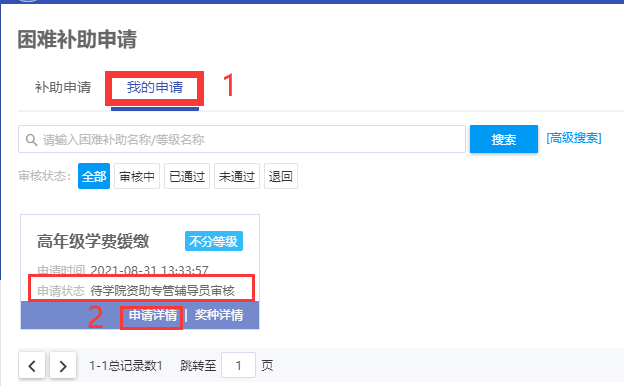 困难补助申请
补助申请 我的申请 1
请输入困难补助名称/等级名称 搜索 [高级搜索]
审核状态： 全部 审核中 已通过 未通过 退回
高年级学费缓缴 不分等级
申请时间 2021-08-31 13:33:57
申请状态 待学院资助专管辅导员审核
2 申请详情 | 奖种详情
1-1总记录数1 跳转至 1 页